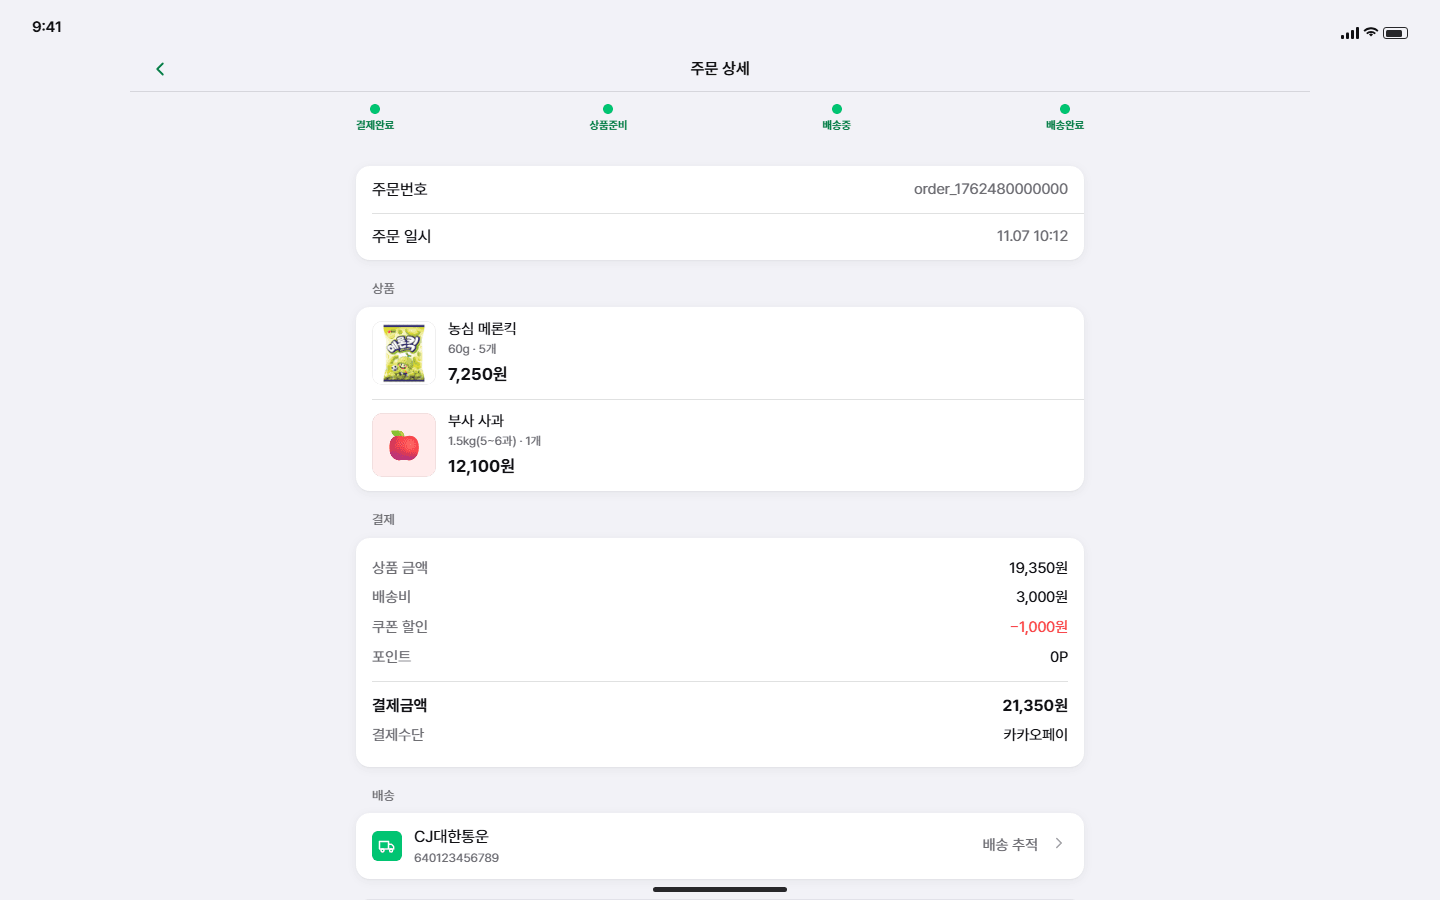 9:41
주문 상세
결제완료
상품준비
배송중
배송완료
주문번호
order_1762480000000
주문 일시
11.07 10:12
상품
메론킥
농심 메론킥
60g · 5개
7,250원
부사 사과
1.5kg(5~6과) · 1개
12,100원
결제
상품 금액
19,350원
배송비
3,000원
쿠폰 할인
−1,000원
포인트
0P
결제금액
21,350원
결제수단
카카오페이
배송
CJ대한통운
640123456789
배송 추적